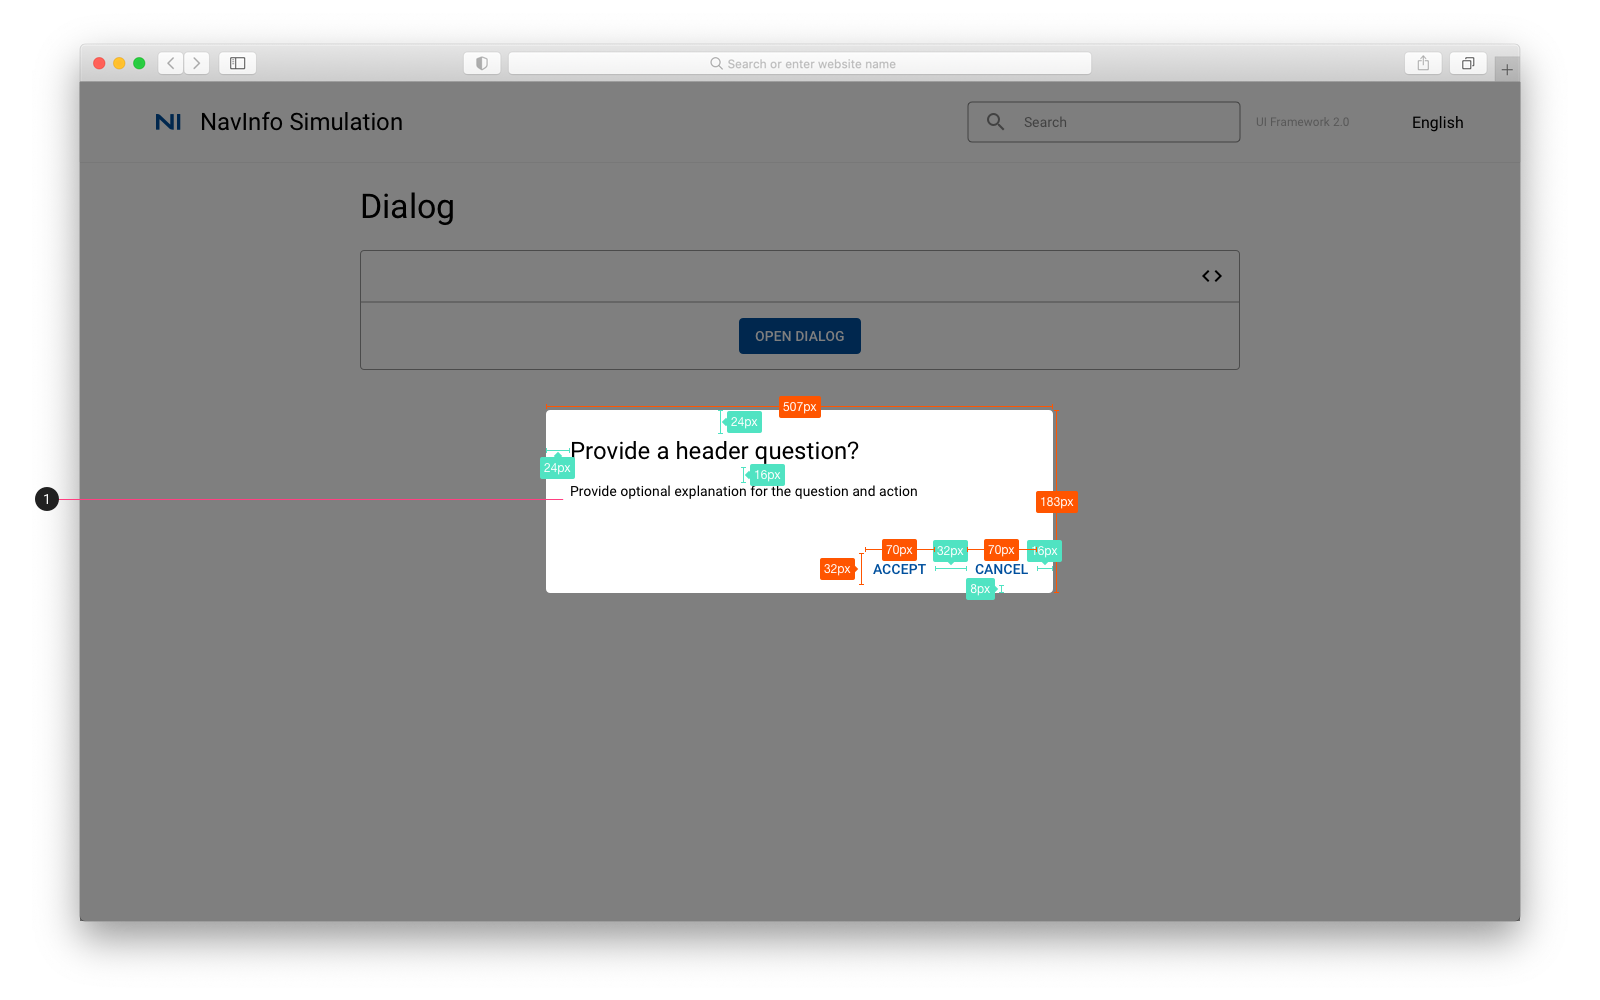 Search or enter website name
NI NavInfo Simulation
Search
UI Framework 2.0
English
Dialog
OPEN DIALOG
507px
24px
Provide a header question?
24px
16px
Provide optional explanation for the question and action
1
183px
70px
32px
70px
16px
32px
ACCEPT
CANCEL
8px